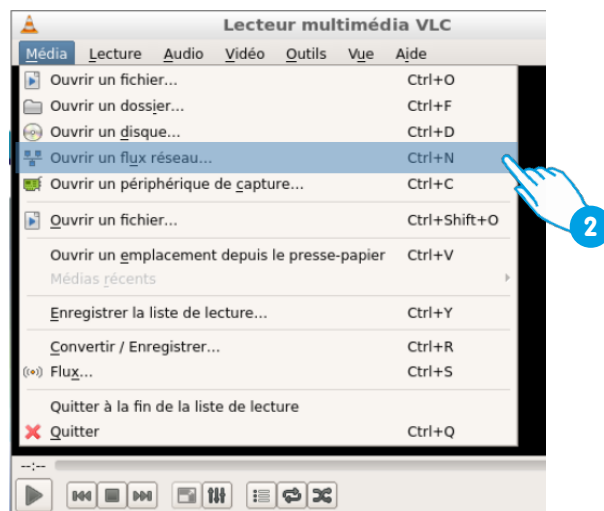 Lecteur multimédia VLC
Média Lecture Audio Vidéo Outils Vue Aide
Ouvrir un fichier... Ctrl+O
Ouvrir un dossier... Ctrl+F
Ouvrir un disque... Ctrl+D
Ouvrir un flux réseau... Ctrl+N
Ouvrir un périphérique de capture... Ctrl+C
Ouvrir un fichier... Ctrl+Shift+O
Ouvrir un emplacement depuis le presse-papier Ctrl+V
Médias récents
Enregistrer la liste de lecture... Ctrl+Y
Convertir / Enregistrer... Ctrl+R
Flux... Ctrl+S
Quitter à la fin de la liste de lecture
Quitter Ctrl+Q
2
--:--